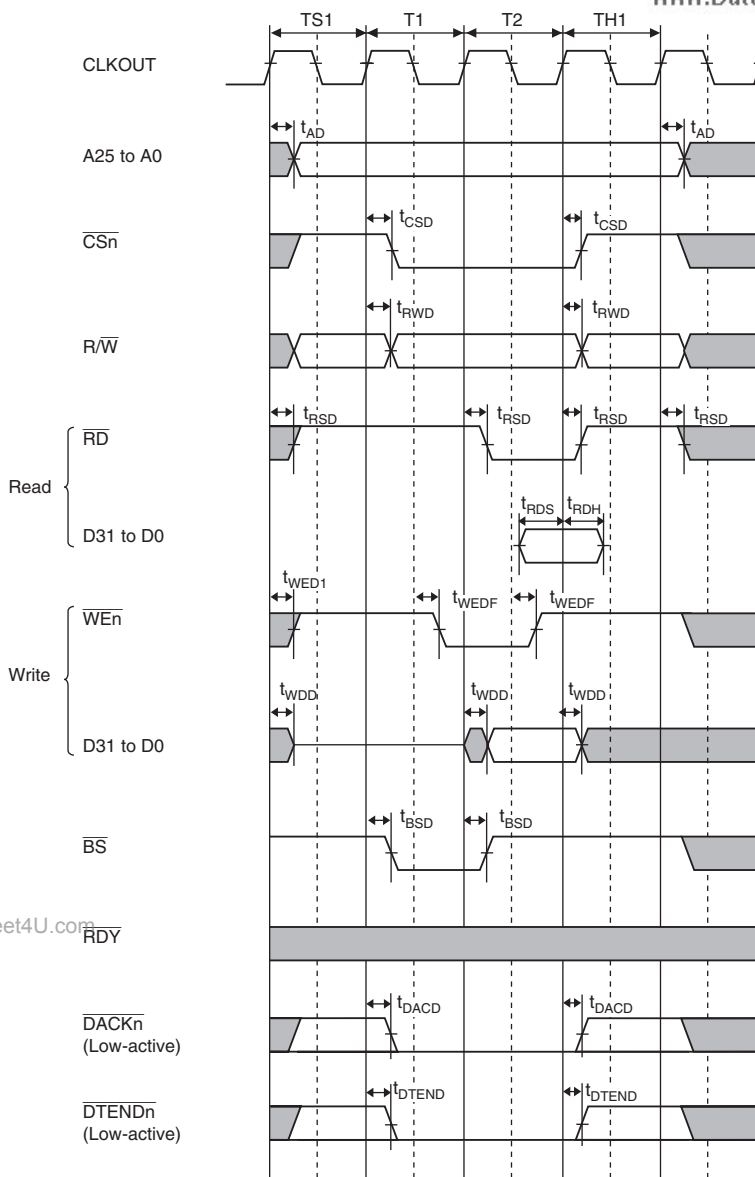 TS1 T1 T2 TH1
CLKOUT
tAD tAD
A25 to A0
tCSD tCSD
CSn
tRWD tRWD
R/W
tRSD tRSD tRSD tRSD
RD
Read
tRDS tRDH
D31 to D0
tWED1
tWEDF tWEDF
WEn
Write
tWDD tWDD tWDD
D31 to D0
tBSD tBSD
BS
et4U.com
RDY
tDACD tDACD
DACKn
(Low-active)
tDTEND tDTEND
DTENDn
(Low-active)